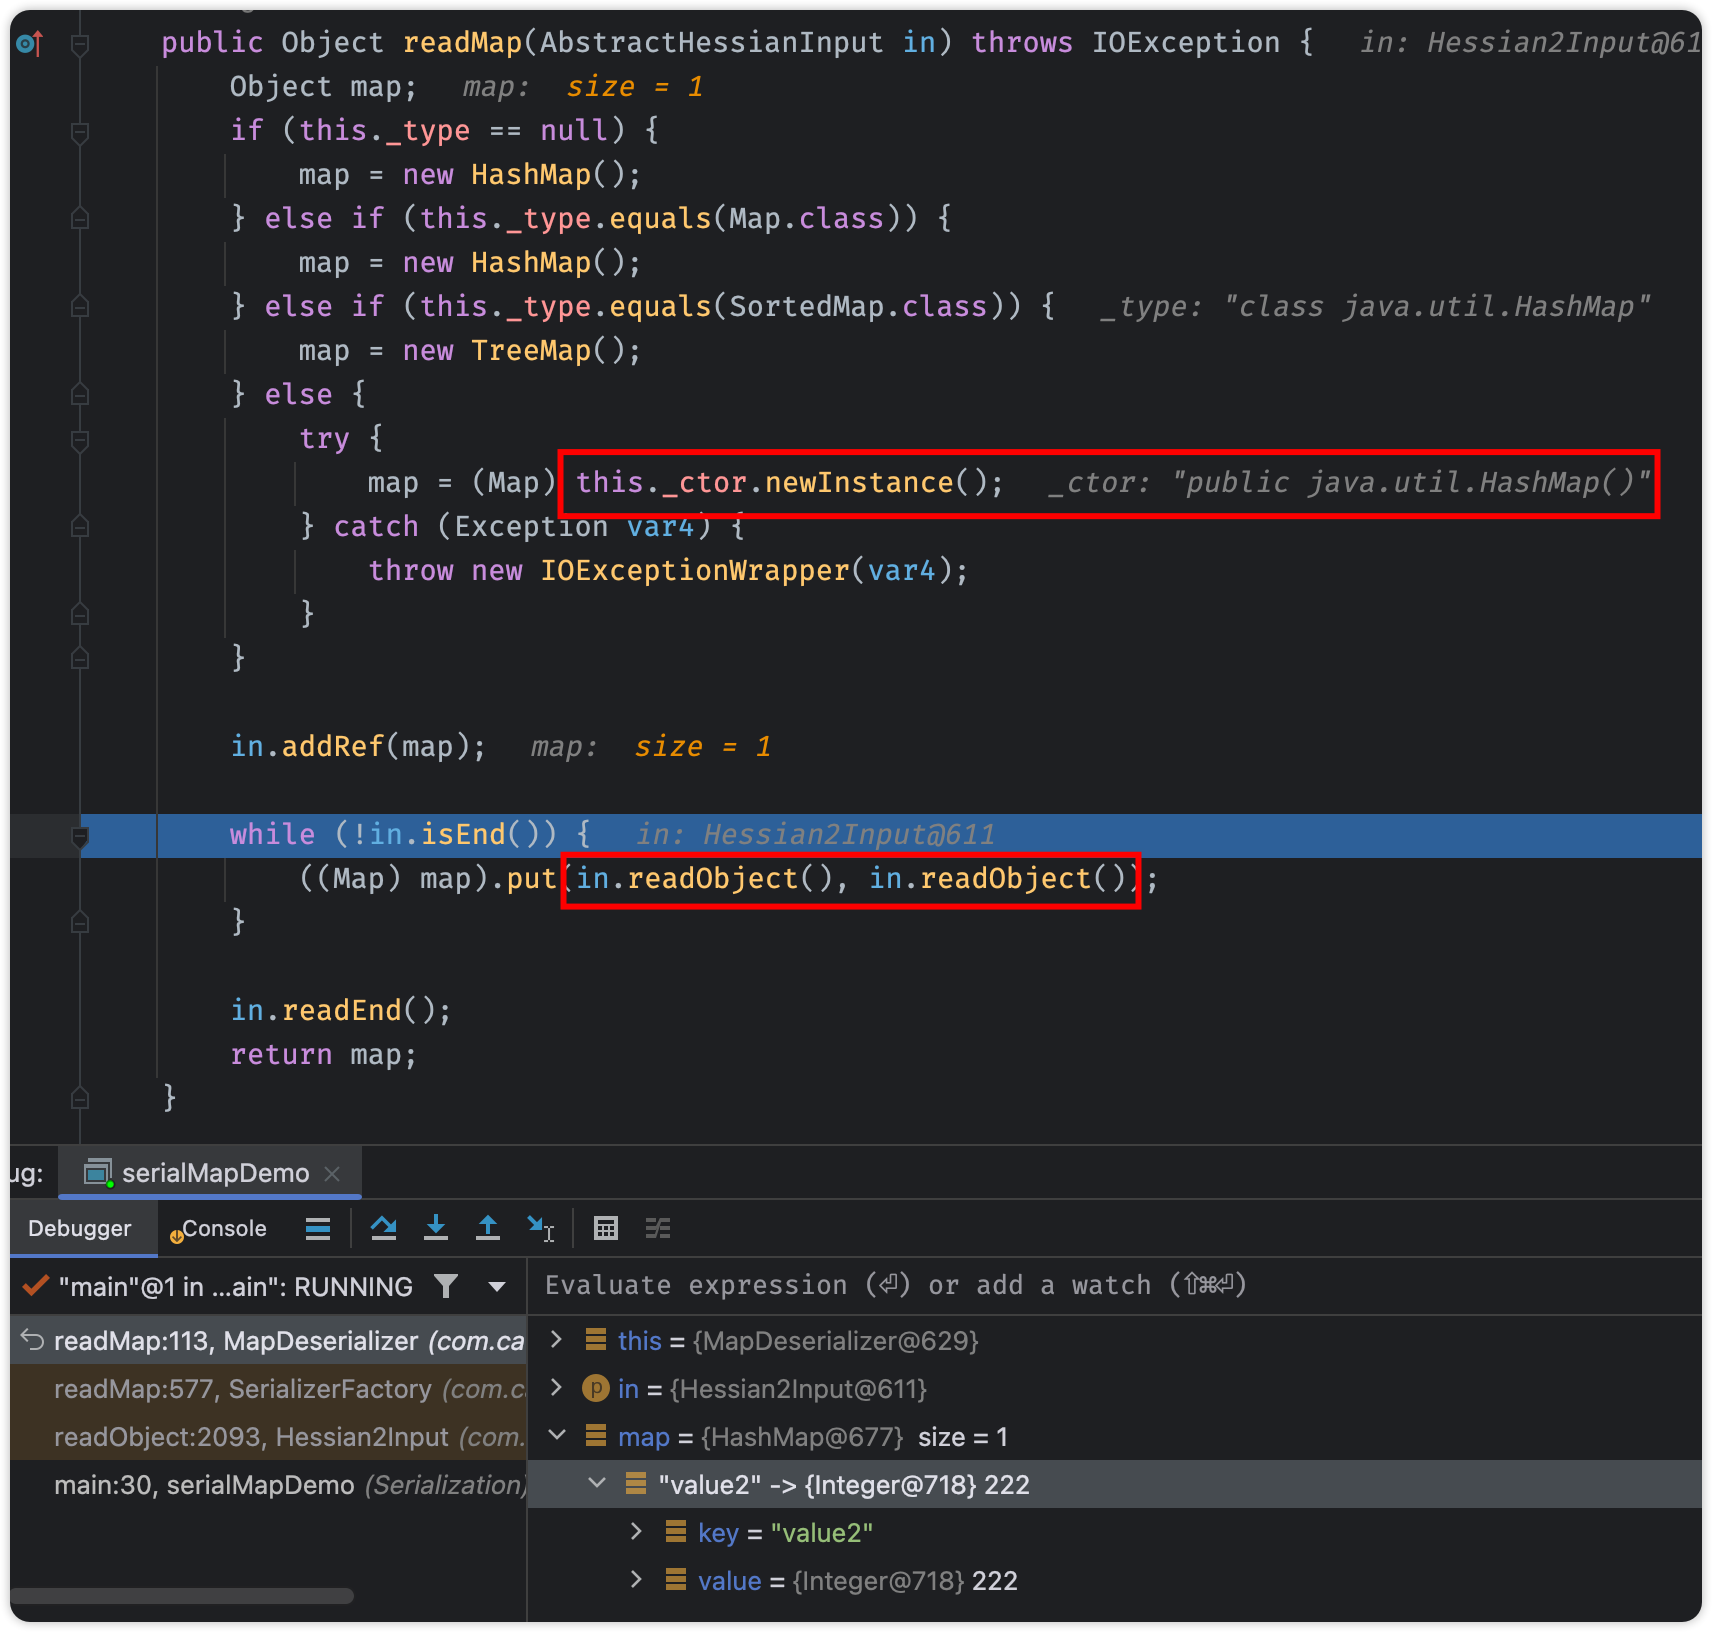 public Object readMap(AbstractHessianInput in) throws IOException {   in: Hessian2Input@61
Object map;   map:  size = 1
if (this._type == null) {
map = new HashMap();
} else if (this._type.equals(Map.class)) {
map = new HashMap();
} else if (this._type.equals(SortedMap.class)) {   _type: "class java.util.HashMap"
map = new TreeMap();
} else {
try {
map = (Map) this._ctor.newInstance();   _ctor: "public java.util.HashMap()"
} catch (Exception var4) {
throw new IOExceptionWrapper(var4);
}
}
in.addRef(map);   map:  size = 1
while (!in.isEnd()) {   in: Hessian2Input@611
((Map) map).put(in.readObject(), in.readObject());
}
in.readEnd();
return map;
}
ug: serialMapDemo
Debugger Console
"main"@1 in ...ain": RUNNING
Evaluate expression (⏎) or add a watch (⇧⌘⏎)
readMap:113, MapDeserializer (com.ca
readMap:577, SerializerFactory (com.c
readObject:2093, Hessian2Input (com.
main:30, serialMapDemo (Serialization)
this = {MapDeserializer@629}
p in = {Hessian2Input@611}
map = {HashMap@677} size = 1
"value2" -> {Integer@718} 222
key = "value2"
value = {Integer@718} 222